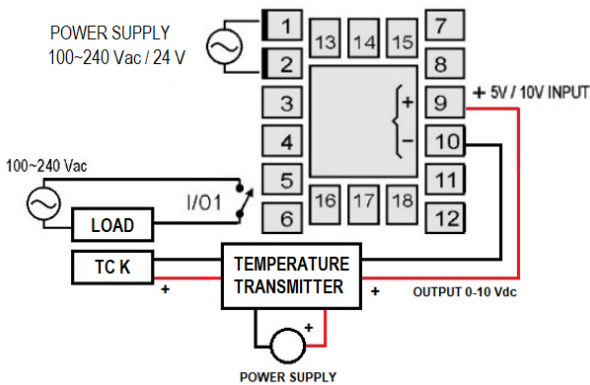 POWER SUPPLY
100~240 Vac / 24 V
1
2
3
4
5
6
13
14
15
16
17
18
7
8
9
10
11
12
+
−
+ 5V / 10V INPUT
100~240 Vac
I/O1
LOAD
TC K
+
TEMPERATURE
TRANSMITTER
+
OUTPUT 0-10 Vdc
+
POWER SUPPLY